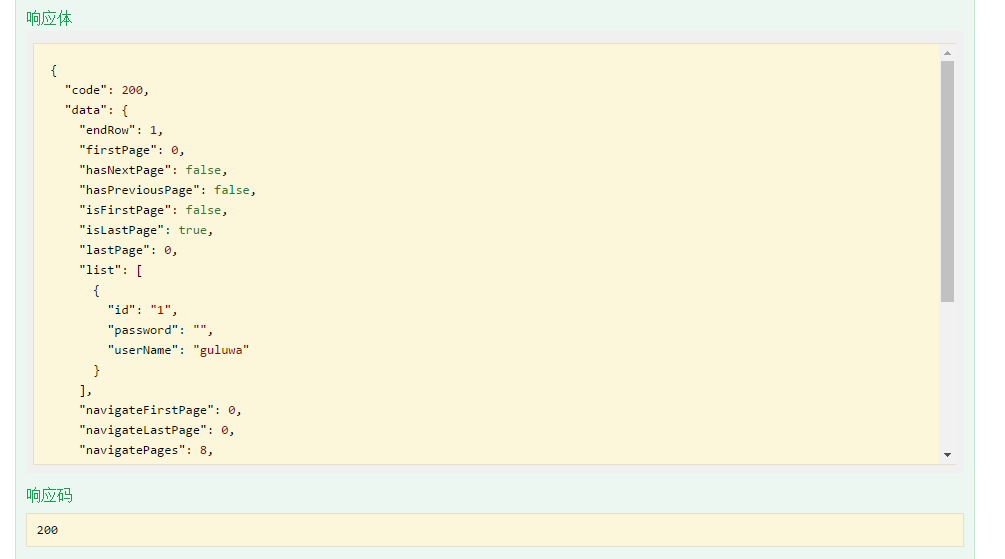 响应体
{
"code": 200,
"data": {
"endRow": 1,
"firstPage": 0,
"hasNextPage": false,
"hasPreviousPage": false,
"isFirstPage": false,
"isLastPage": true,
"lastPage": 0,
"list": [
{
"id": "1",
"password": "",
"userName": "guluwa"
}
],
"navigateFirstPage": 0,
"navigateLastPage": 0,
"navigatePages": 8,
响应码
200